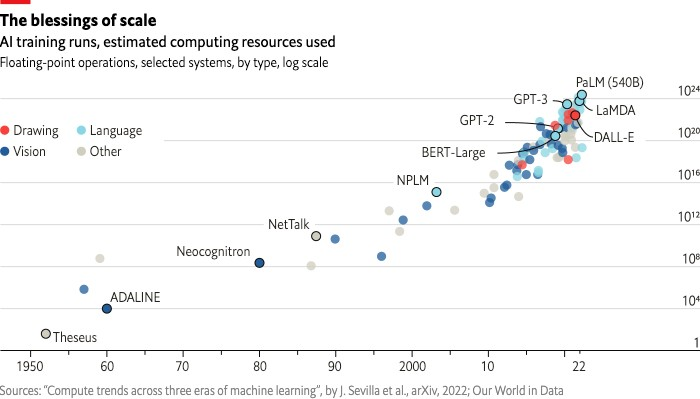 The blessings of scale
AI training runs, estimated computing resources used
Floating-point operations, selected systems, by type, log scale
PaLM (540B)
10²⁴
GPT-3
LaMDA
Drawing
Language
GPT-2
10²⁰
DALL-E
Vision
Other
BERT-Large
10¹⁶
NPLM
10¹²
NetTalk
Neocognitron
10⁸
ADALINE
10⁴
Theseus
1
1950 60 70 80 90 2000 10 22
Sources: “Compute trends across three eras of machine learning”, by J. Sevilla et al., arXiv, 2022; Our World in Data